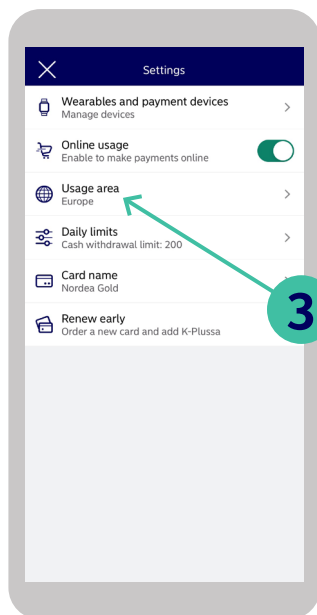 Settings
Wearables and payment devices
Manage devices
Online usage
Enable to make payments online
Usage area
Europe
Daily limits
Cash withdrawal limit: 200
Card name
Nordea Gold
3
Renew early
Order a new card and add K-Plussa